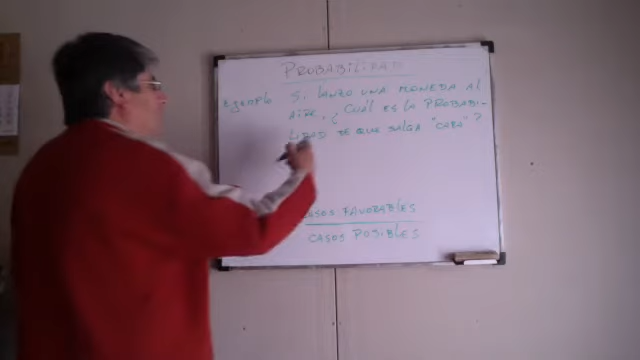 PROBABILIDAD
Ejemplo Si LANZO UNA MONEDA Al
AIRE, ¿CUÁl ES LA PROBABI-
LIDAD DE QUE SALGA "CARA"?
CASOS FAVORABLES
CASOS POSIBLES